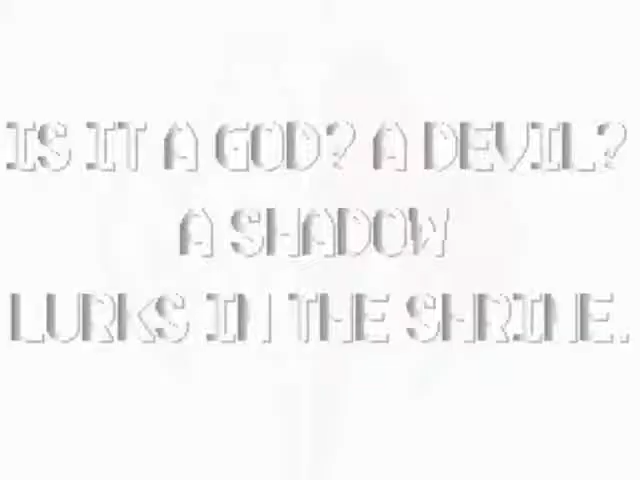 IS IT A GOD? A DEVIL?
A SHADOW
LURKS IN THE SHRINE.